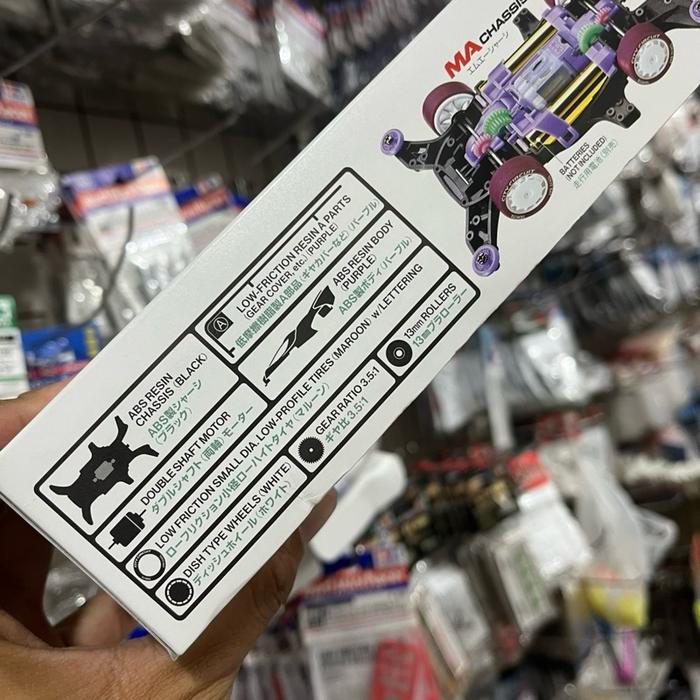 MA CHASSIS
エムエーシャーシ
BATTERIES
(NOT INCLUDED)
走行用電池(別売)
ABS RESIN
CHASSIS (BLACK)
ABS製シャーシ
(ブラック)
A
LOW-FRICTION RESIN A PARTS
(GEAR COVER, etc.) (PURPLE)
低摩擦樹脂製A部品(ギヤカバーなど)(パープル)
ABS RESIN BODY
(PURPLE)
ABS製ボディ(パープル)
DOUBLE SHAFT MOTOR
ダブルシャフト(両軸)モーター
LOW FRICTION SMALL DIA. LOW-PROFILE TIRES (MAROON) w/LETTERING
ローフリクション小径ローハイトタイヤ(マルーン)
DISH TYPE WHEELS (WHITE)
ディッシュホイール(ホワイト)
GEAR RATIO 3.5:1
ギヤ比 3.5:1
13mm ROLLERS
13㎜プラローラー